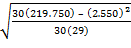 √((30(219.750) − (2.550)²) / (30(29)))